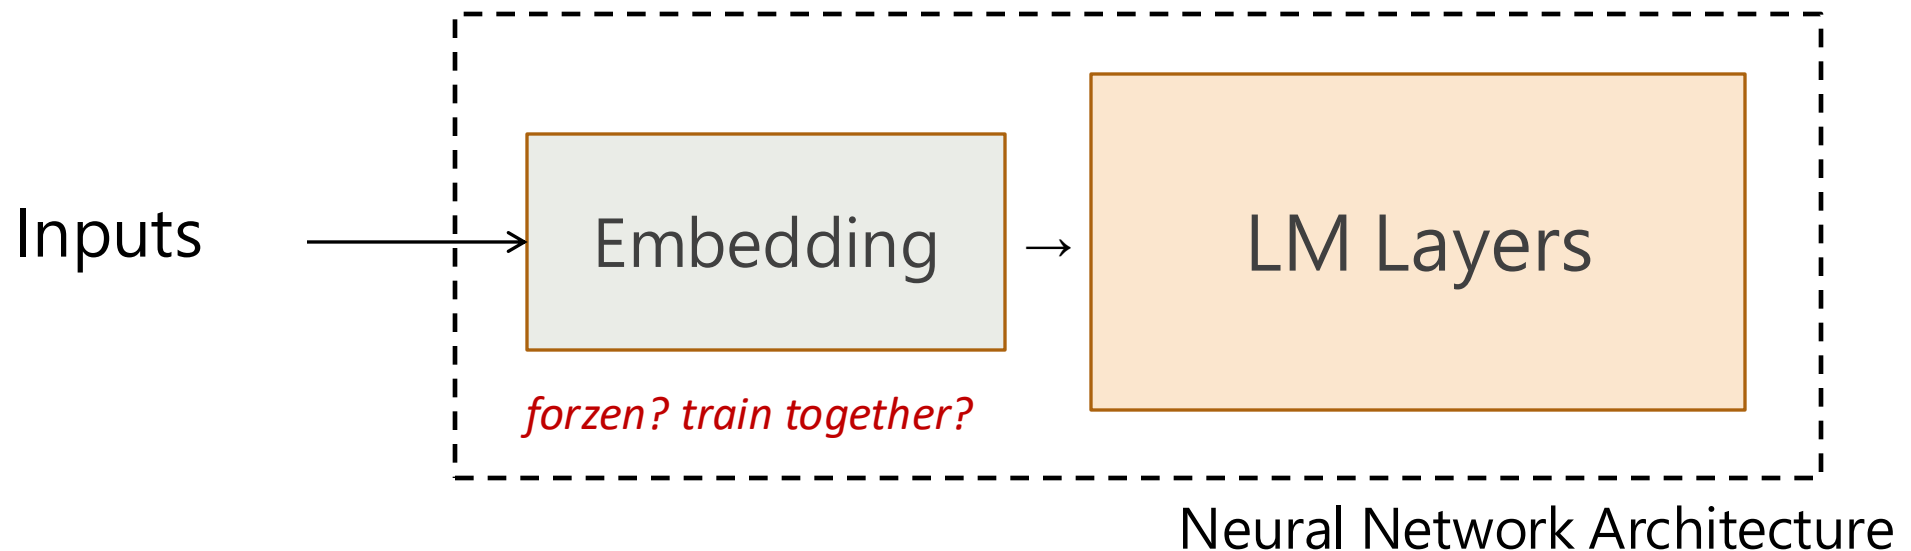 Inputs
Embedding
→
LM Layers
forzen? train together?
Neural Network Architecture